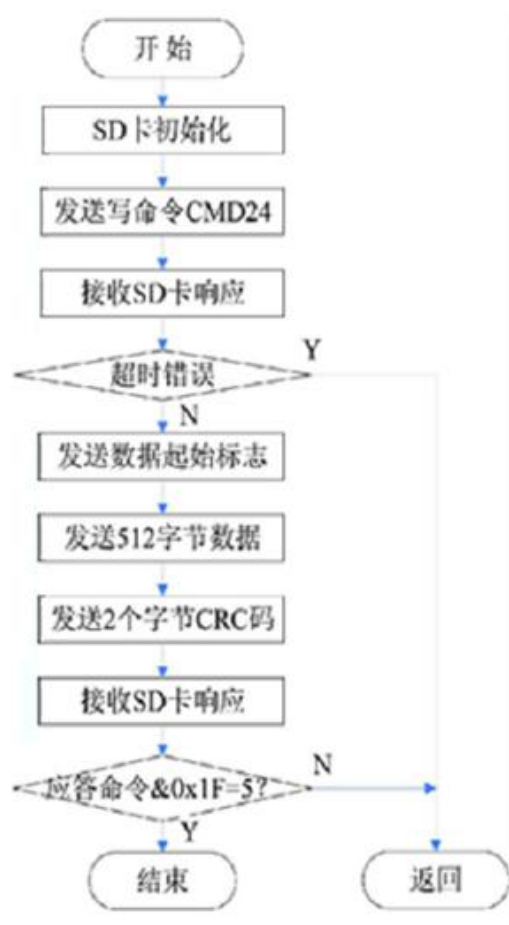 开 始
SD卡初始化
发送写命令CMD24
接收SD卡响应
超时错误
Y
N
发送数据起始标志
发送512字节数据
发送2个字节CRC码
接收SD卡响应
应答命令&0x1F=5?
N
Y
结束
返回